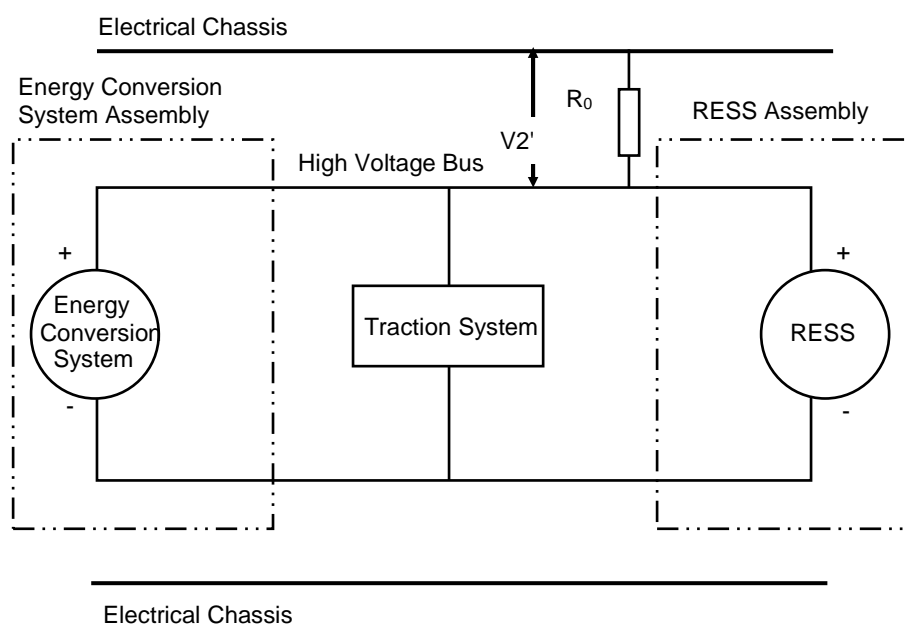 Electrical Chassis
Energy Conversion
System Assembly
R₀
RESS Assembly
V2'
High Voltage Bus
+
+
Energy
Conversion
System
Traction System
RESS
-
-
Electrical Chassis